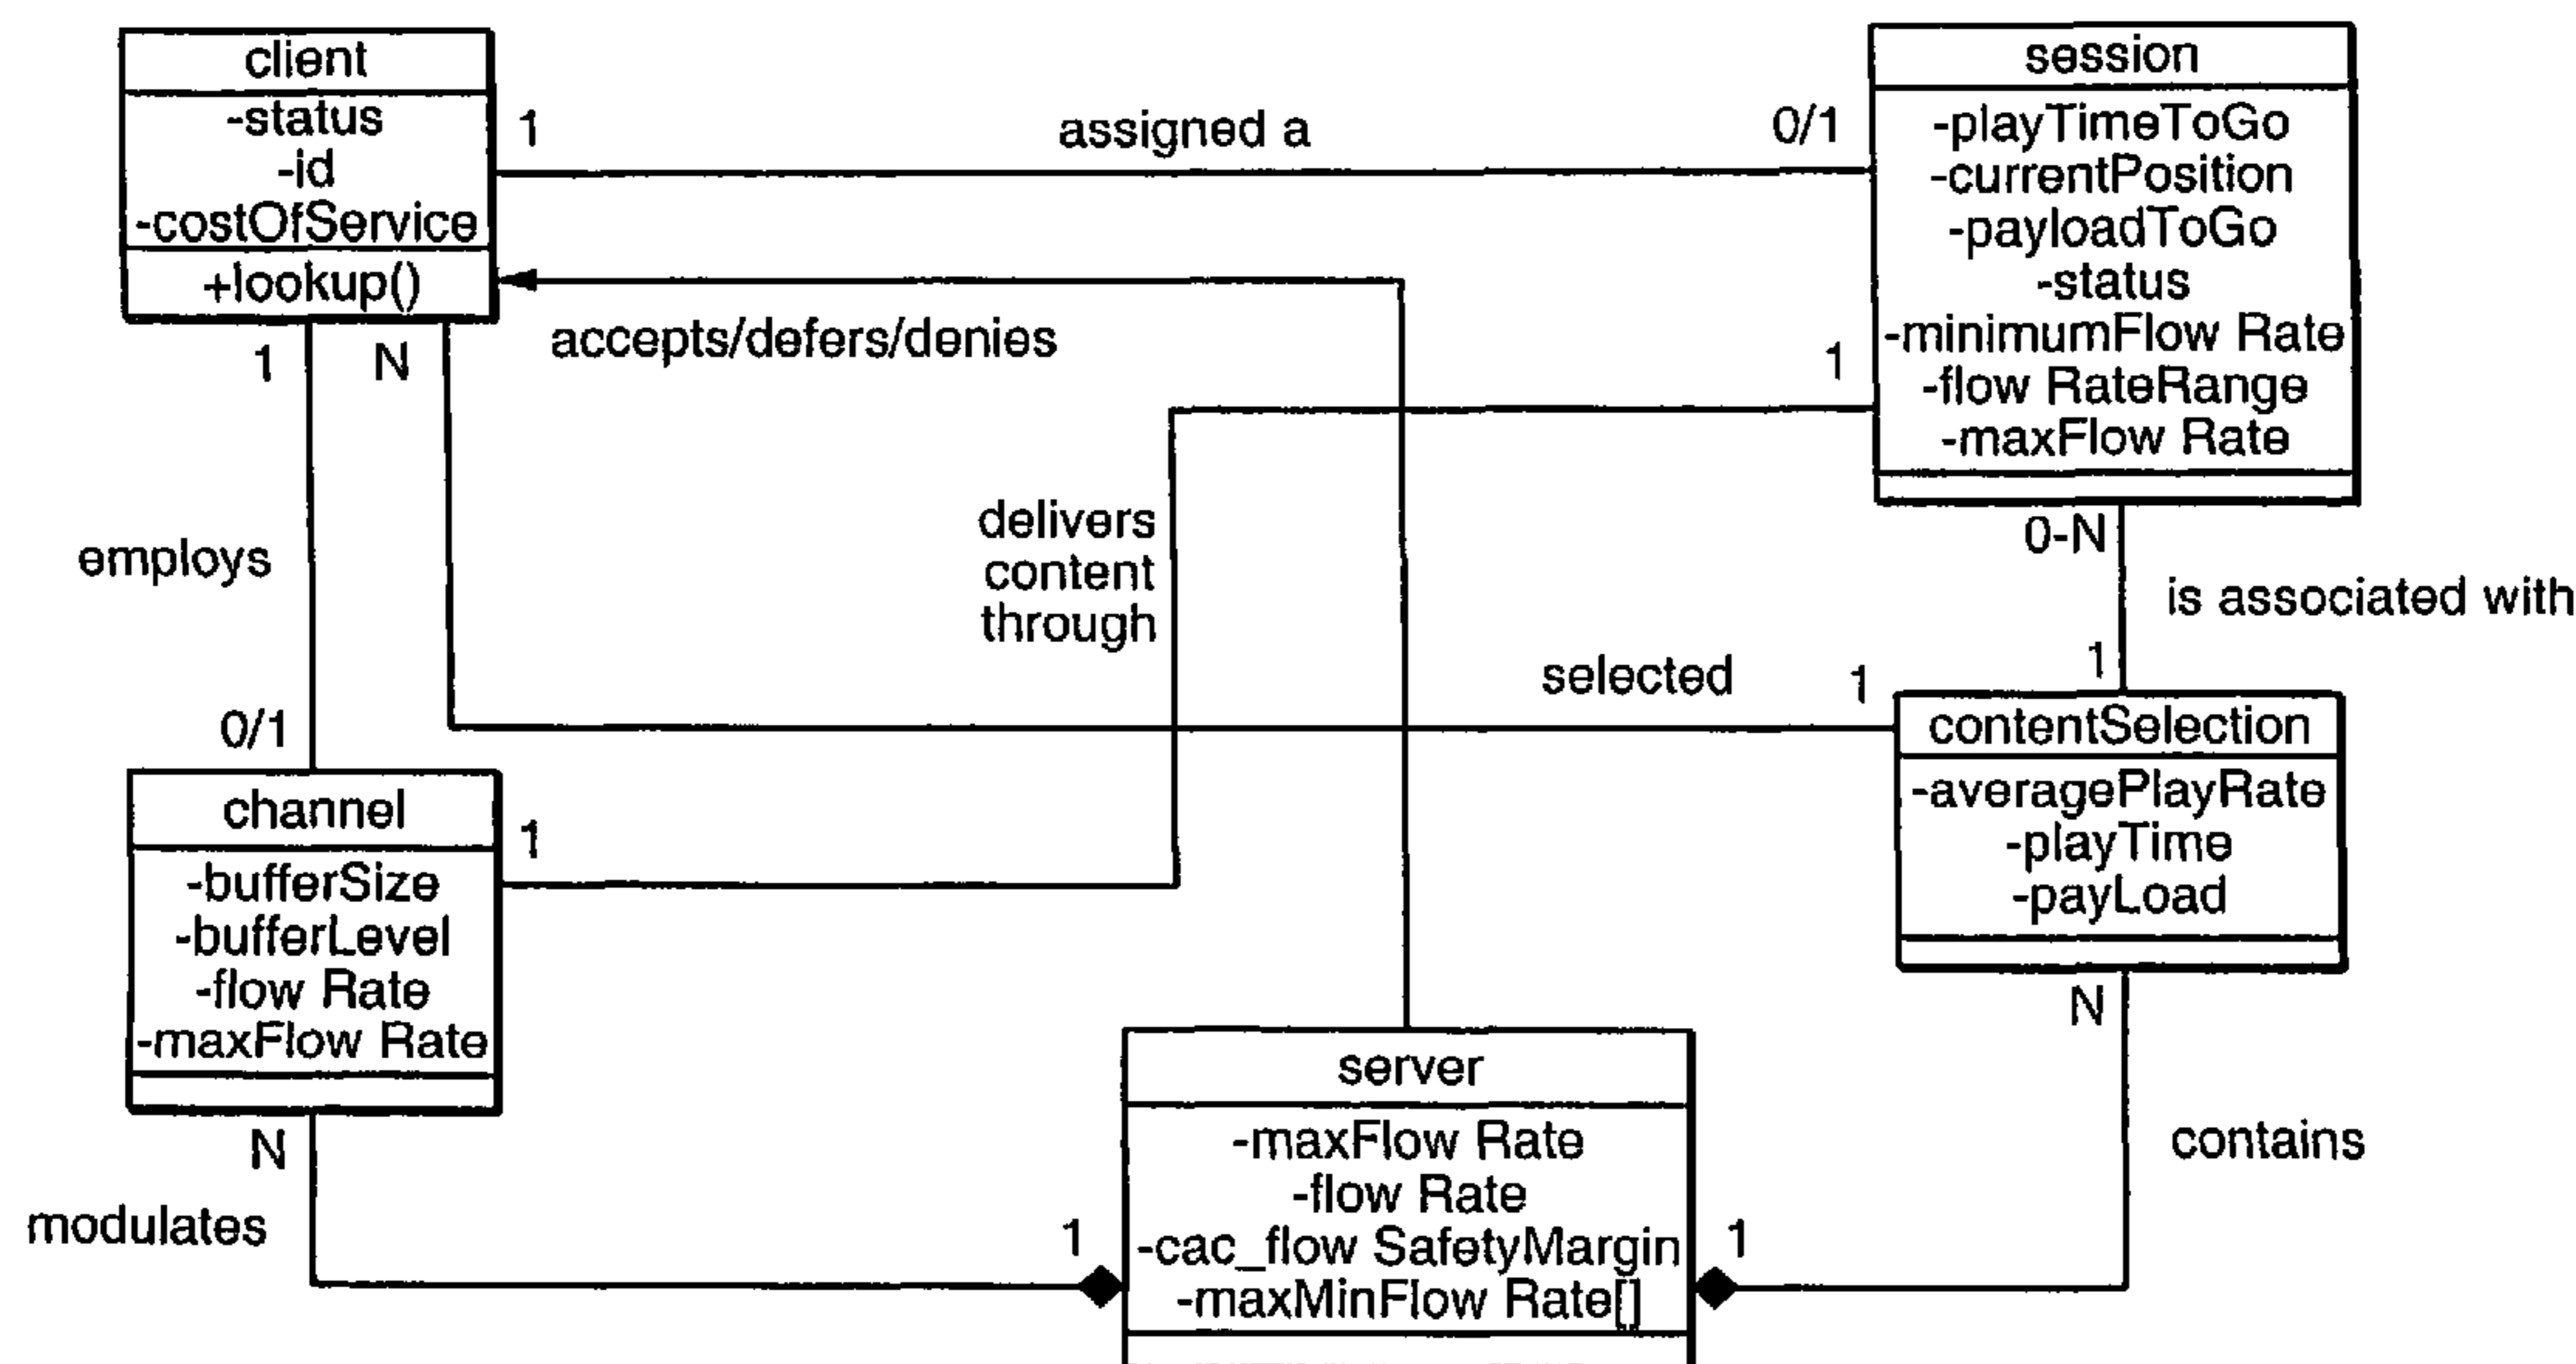 client
-status
-id
-costOfService
+lookup()
1
assigned a
0/1
session
-playTimeToGo
-currentPosition
-payloadToGo
-status
-minimumFlow Rate
-flow RateRange
-maxFlow Rate
accepts/defers/denies
1
N
1
delivers
content
through
employs
0-N
is associated with
1
selected
1
0/1
contentSelection
-averagePlayRate
-playTime
-payLoad
channel
-bufferSize
-bufferLevel
-flow Rate
-maxFlow Rate
1
N
modulates
1
server
-maxFlow Rate
-flow Rate
-cac_flow SafetyMargin
-maxMinFlow Rate[]
1
N
contains